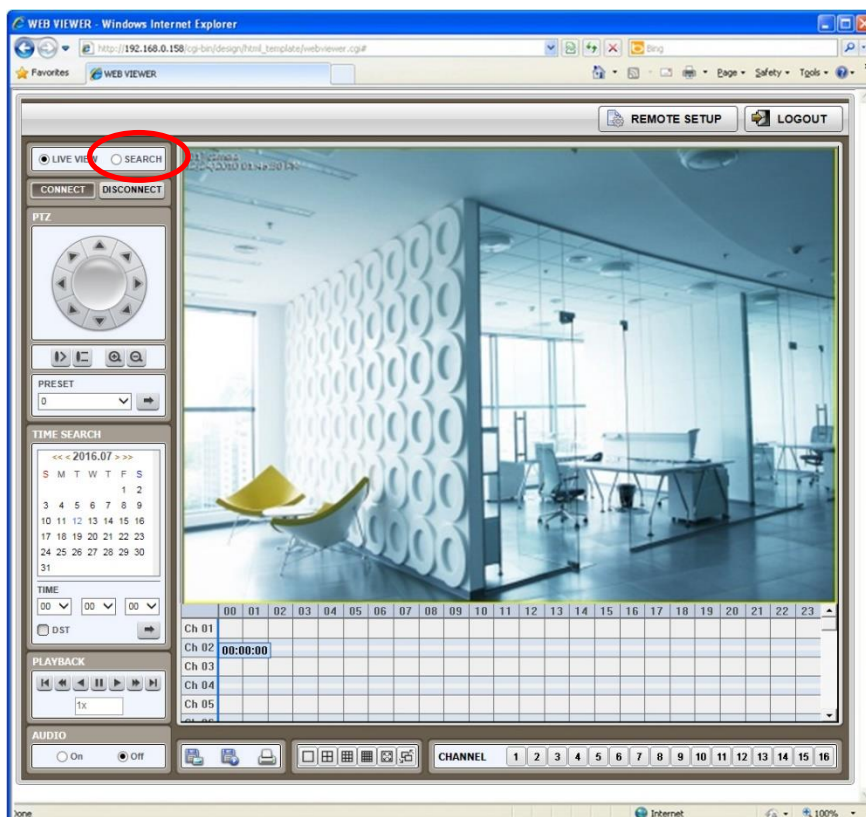 WEB VIEWER - Windows Internet Explorer
http://192.168.0.158/cgi-bin/design/html_template/webviewer.cgi#
Bing
Favorites
WEB VIEWER
Page
Safety
Tools
REMOTE SETUP
LOGOUT
LIVE VIEW
SEARCH
CONNECT
DISCONNECT
PTZ
PRESET
0
TIME SEARCH
<< < 2016.07 > >>
S M T W T F S
1 2
3 4 5 6 7 8 9
10 11 12 13 14 15 16
17 18 19 20 21 22 23
24 25 26 27 28 29 30
31
TIME
00 00 00
DST
00 01 02 03 04 05 06 07 08 09 10 11 12 13 14 15 16 17 18 19 20 21 22 23
Ch 01
Ch 02
00:00:00
Ch 03
Ch 04
Ch 05
PLAYBACK
1x
AUDIO
On
Off
CHANNEL 1 2 3 4 5 6 7 8 9 10 11 12 13 14 15 16
Internet
100%